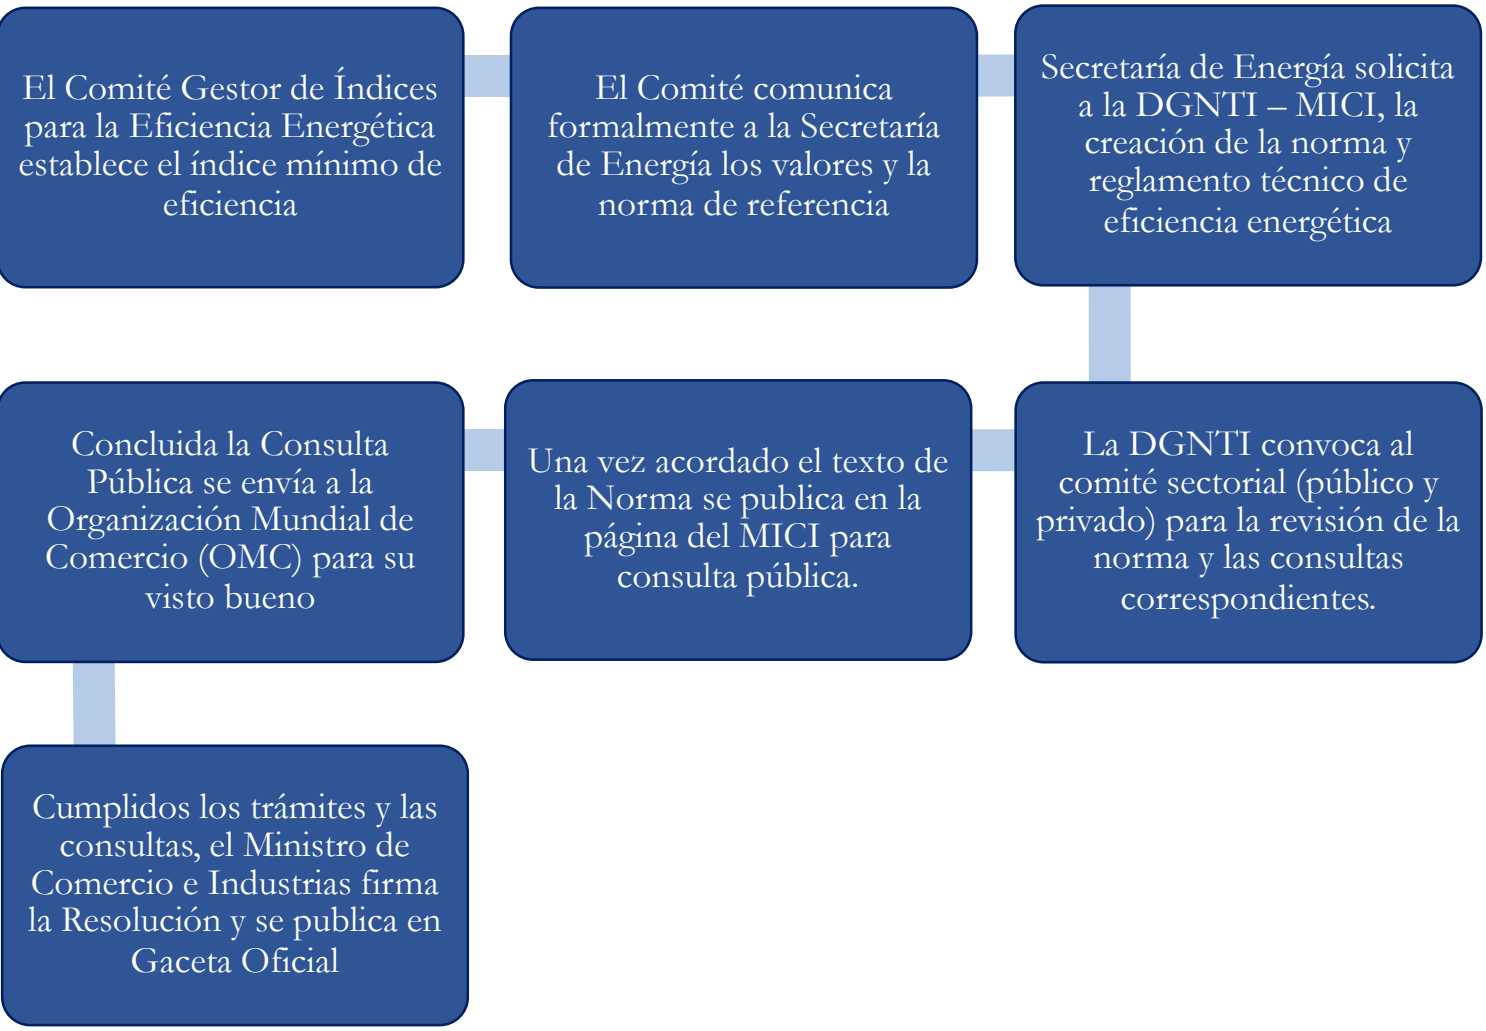 El Comité Gestor de Índices
para la Eficiencia Energética
establece el índice mínimo de
eficiencia
El Comité comunica
formalmente a la Secretaría
de Energía los valores y la
norma de referencia
Secretaría de Energía solicita
a la DGNTI – MICI, la
creación de la norma y
reglamento técnico de
eficiencia energética
La DGNTI convoca al
comité sectorial (público y
privado) para la revisión de la
norma y las consultas
correspondientes.
Una vez acordado el texto de
la Norma se publica en la
página del MICI para
consulta pública.
Concluida la Consulta
Pública se envía a la
Organización Mundial de
Comercio (OMC) para su
visto bueno
Cumplidos los trámites y las
consultas, el Ministro de
Comercio e Industrias firma
la Resolución y se publica en
Gaceta Oficial